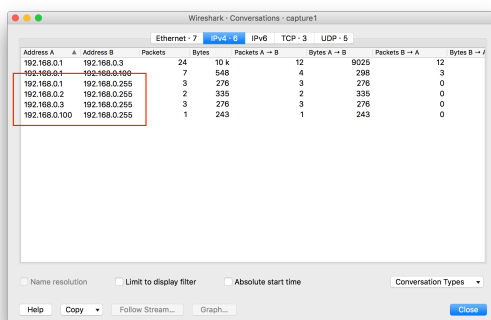 Wireshark · Conversations · capture1
Ethernet · 7 IPv4 · 6 IPv6 TCP · 3 UDP · 5
Address A Address B Packets Bytes Packets A → B Bytes A → B Packets B → A Bytes B → A
192.168.0.1 192.168.0.3 24 10 k 12 9025 12
192.168.0.1 192.168.0.100 7 548 4 298 3
192.168.0.1 192.168.0.255 3 276 3 276 0
192.168.0.2 192.168.0.255 2 335 2 335 0
192.168.0.3 192.168.0.255 3 276 3 276 0
192.168.0.100 192.168.0.255 1 243 1 243 0
Name resolution Limit to display filter Absolute start time Conversation Types
Help Copy Follow Stream... Graph... Close